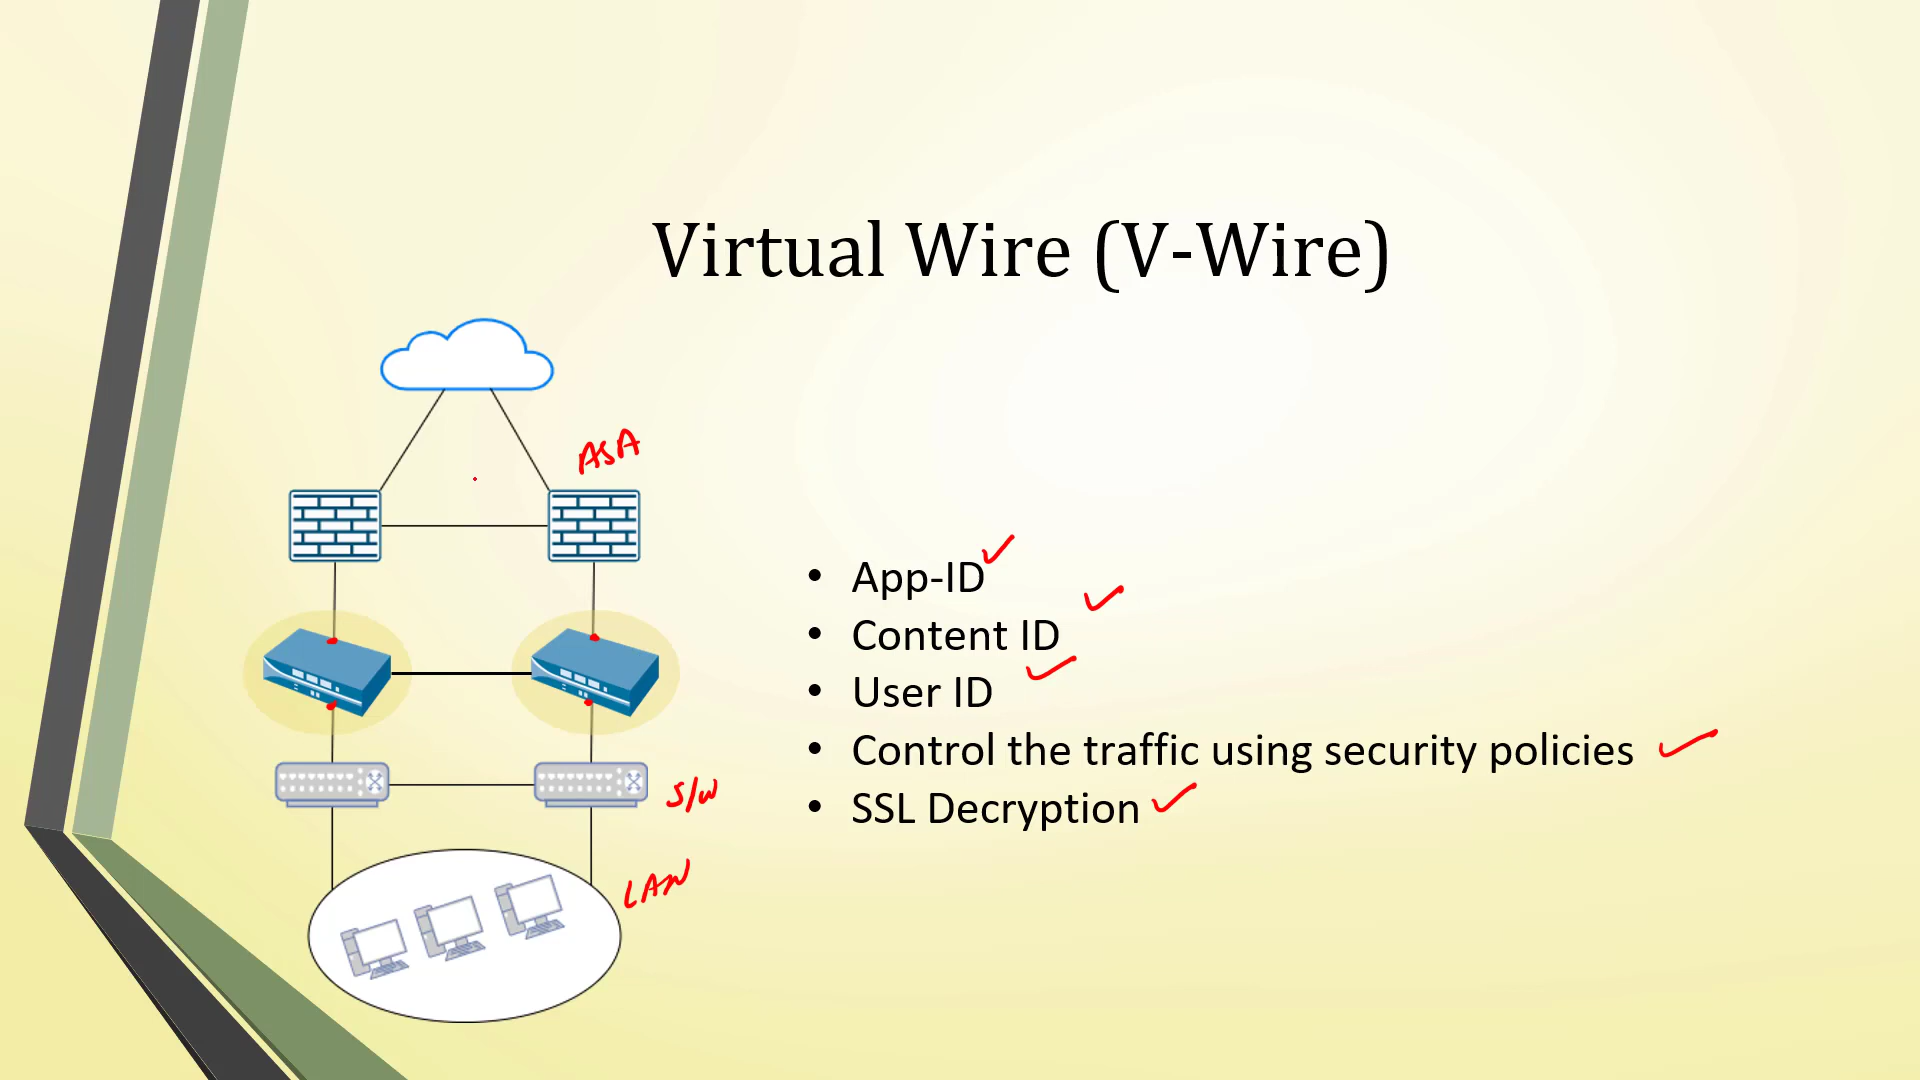 Virtual Wire (V-Wire)
ASA
• App-ID
• Content ID
• User ID
• Control the traffic using security policies
• SSL Decryption
S/W
LAN